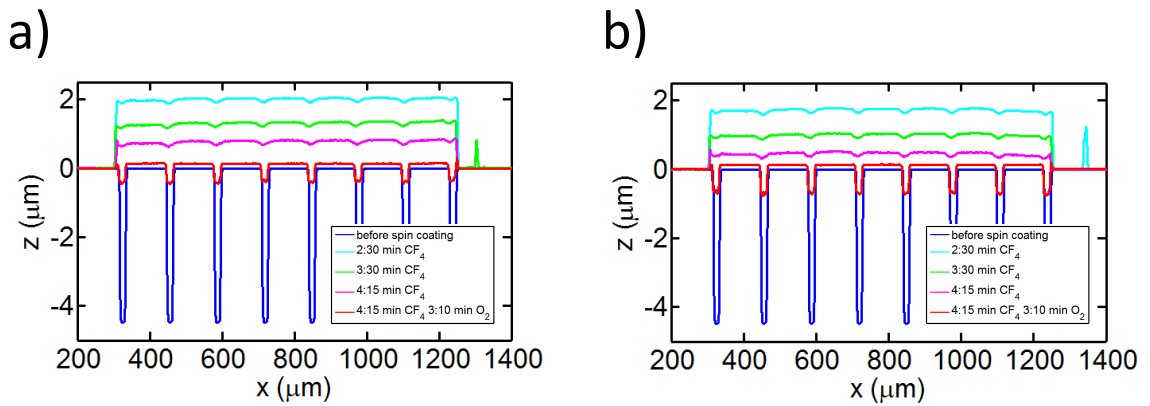 a)
b)
2
0
-2
-4
z (μm)
200 400 600 800 1000 1200 1400
x (μm)
before spin coating
2:30 min CF4
3:30 min CF4
4:15 min CF4
4:15 min CF4 3:10 min O2
2
0
-2
-4
z (μm)
200 400 600 800 1000 1200 1400
x (μm)
before spin coating
2:30 min CF4
3:30 min CF4
4:15 min CF4
4:15 min CF4 3:10 min O2